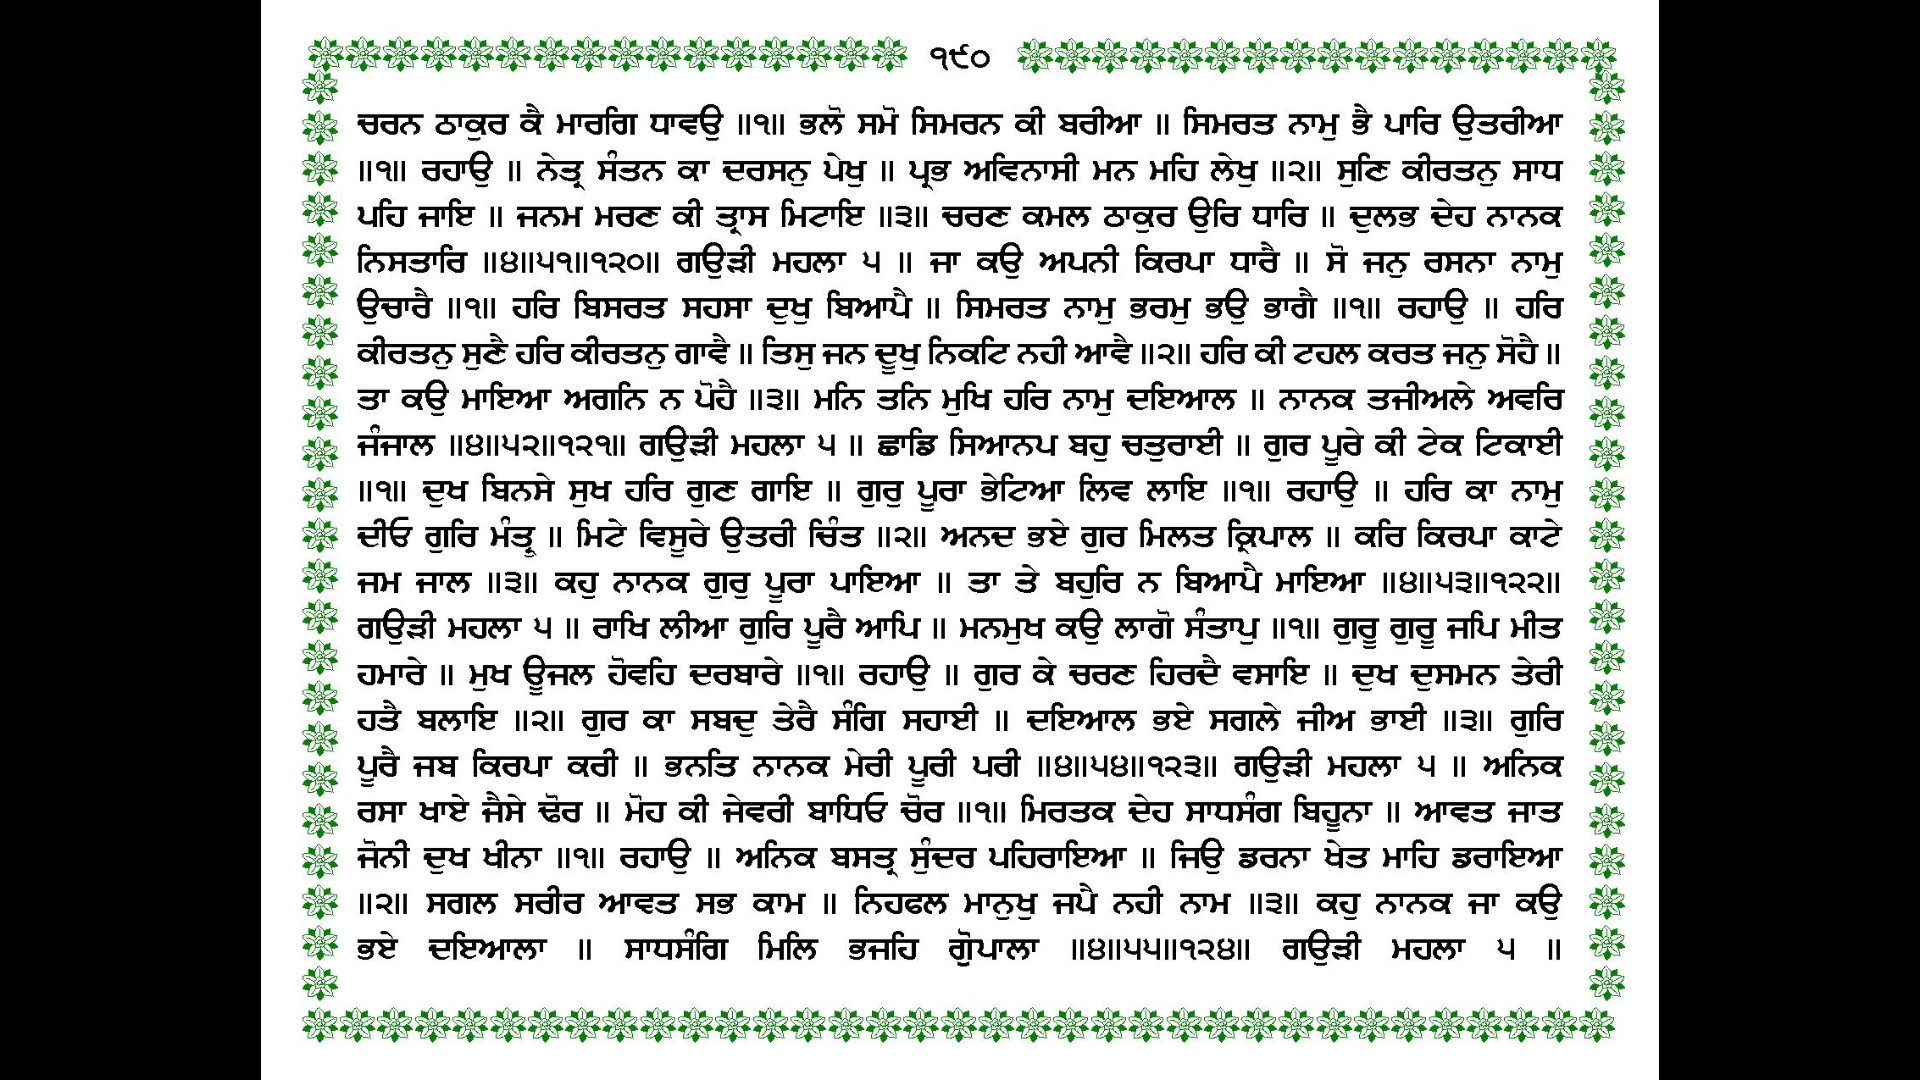 ੧੯੦
ਚਰਨ ਠਾਕੁਰ ਕੈ ਮਾਰਗਿ ਧਾਵਉ ॥੧॥ ਭਲੋ ਸਮੋ ਸਿਮਰਨ ਕੀ ਬਰੀਆ ॥ ਸਿਮਰਤ ਨਾਮੁ ਭੈ ਪਾਰਿ ਉਤਰੀਆ
॥੧॥ ਰਹਾਉ ॥ ਨੇਤ੍ਰ ਸੰਤਨ ਕਾ ਦਰਸਨੁ ਪੇਖੁ ॥ ਪ੍ਰਭ ਅਵਿਨਾਸੀ ਮਨ ਮਹਿ ਲੇਖੁ ॥੨॥ ਸੁਣਿ ਕੀਰਤਨੁ ਸਾਧ
ਪਹਿ ਜਾਇ ॥ ਜਨਮ ਮਰਣ ਕੀ ਤ੍ਰਾਸ ਮਿਟਾਇ ॥੩॥ ਚਰਣ ਕਮਲ ਠਾਕੁਰ ਉਰਿ ਧਾਰਿ ॥ ਦੁਲਭ ਦੇਹ ਨਾਨਕ
ਨਿਸਤਾਰਿ ॥੪॥੫੧॥੧੨੦॥ ਗਉੜੀ ਮਹਲਾ ੫ ॥ ਜਾ ਕਉ ਅਪਨੀ ਕਿਰਪਾ ਧਾਰੈ ॥ ਸੋ ਜਨੁ ਰਸਨਾ ਨਾਮੁ
ਉਚਾਰੈ ॥੧॥ ਹਰਿ ਬਿਸਰਤ ਸਹਸਾ ਦੁਖੁ ਬਿਆਪੈ ॥ ਸਿਮਰਤ ਨਾਮੁ ਭਰਮੁ ਭਉ ਭਾਗੈ ॥੧॥ ਰਹਾਉ ॥ ਹਰਿ
ਕੀਰਤਨੁ ਸੁਣੈ ਹਰਿ ਕੀਰਤਨੁ ਗਾਵੈ ॥ ਤਿਸੁ ਜਨ ਦੂਖੁ ਨਿਕਟਿ ਨਹੀ ਆਵੈ ॥੨॥ ਹਰਿ ਕੀ ਟਹਲ ਕਰਤ ਜਨੁ ਸੋਹੈ ॥
ਤਾ ਕਉ ਮਾਇਆ ਅਗਨਿ ਨ ਪੋਹੈ ॥੩॥ ਮਨਿ ਤਨਿ ਮੁਖਿ ਹਰਿ ਨਾਮੁ ਦਇਆਲ ॥ ਨਾਨਕ ਤਜੀਅਲੇ ਅਵਰਿ
ਜੰਜਾਲ ॥੪॥੫੨॥੧੨੧॥ ਗਉੜੀ ਮਹਲਾ ੫ ॥ ਛਾਡਿ ਸਿਆਨਪ ਬਹੁ ਚਤੁਰਾਈ ॥ ਗੁਰ ਪੂਰੇ ਕੀ ਟੇਕ ਟਿਕਾਈ
॥੧॥ ਦੁਖ ਬਿਨਸੇ ਸੁਖ ਹਰਿ ਗੁਣ ਗਾਇ ॥ ਗੁਰੁ ਪੂਰਾ ਭੇਟਿਆ ਲਿਵ ਲਾਇ ॥੧॥ ਰਹਾਉ ॥ ਹਰਿ ਕਾ ਨਾਮੁ
ਦੀਓ ਗੁਰਿ ਮੰਤ੍ਰੁ ॥ ਮਿਟੇ ਵਿਸੂਰੇ ਉਤਰੀ ਚਿੰਤ ॥੨॥ ਅਨਦ ਭਏ ਗੁਰ ਮਿਲਤ ਕ੍ਰਿਪਾਲ ॥ ਕਰਿ ਕਿਰਪਾ ਕਾਟੇ
ਜਮ ਜਾਲ ॥੩॥ ਕਹੁ ਨਾਨਕ ਗੁਰੁ ਪੂਰਾ ਪਾਇਆ ॥ ਤਾ ਤੇ ਬਹੁਰਿ ਨ ਬਿਆਪੈ ਮਾਇਆ ॥੪॥੫੩॥੧੨੨॥
ਗਉੜੀ ਮਹਲਾ ੫ ॥ ਰਾਖਿ ਲੀਆ ਗੁਰਿ ਪੂਰੈ ਆਪਿ ॥ ਮਨਮੁਖ ਕਉ ਲਾਗੋ ਸੰਤਾਪੁ ॥੧॥ ਗੁਰੂ ਗੁਰੂ ਜਪਿ ਮੀਤ
ਹਮਾਰੇ ॥ ਮੁਖ ਊਜਲ ਹੋਵਹਿ ਦਰਬਾਰੇ ॥੧॥ ਰਹਾਉ ॥ ਗੁਰ ਕੇ ਚਰਣ ਹਿਰਦੈ ਵਸਾਇ ॥ ਦੁਖ ਦੁਸਮਨ ਤੇਰੀ
ਹਤੈ ਬਲਾਇ ॥੨॥ ਗੁਰ ਕਾ ਸਬਦੁ ਤੇਰੈ ਸੰਗਿ ਸਹਾਈ ॥ ਦਇਆਲ ਭਏ ਸਗਲੇ ਜੀਅ ਭਾਈ ॥੩॥ ਗੁਰਿ
ਪੂਰੈ ਜਬ ਕਿਰਪਾ ਕਰੀ ॥ ਭਨਤਿ ਨਾਨਕ ਮੇਰੀ ਪੂਰੀ ਪਰੀ ॥੪॥੫੪॥੧੨੩॥ ਗਉੜੀ ਮਹਲਾ ੫ ॥ ਅਨਿਕ
ਰਸਾ ਖਾਏ ਜੈਸੇ ਢੋਰ ॥ ਮੋਹ ਕੀ ਜੇਵਰੀ ਬਾਧਿਓ ਚੋਰ ॥੧॥ ਮਿਰਤਕ ਦੇਹ ਸਾਧਸੰਗ ਬਿਹੂਨਾ ॥ ਆਵਤ ਜਾਤ
ਜੋਨੀ ਦੁਖ ਖੀਨਾ ॥੧॥ ਰਹਾਉ ॥ ਅਨਿਕ ਬਸਤ੍ਰ ਸੁੰਦਰ ਪਹਿਰਾਇਆ ॥ ਜਿਉ ਡਰਨਾ ਖੇਤ ਮਾਹਿ ਡਰਾਇਆ
॥੨॥ ਸਗਲ ਸਰੀਰ ਆਵਤ ਸਭ ਕਾਮ ॥ ਨਿਹਫਲ ਮਾਨੁਖੁ ਜਪੈ ਨਹੀ ਨਾਮ ॥੩॥ ਕਹੁ ਨਾਨਕ ਜਾ ਕਉ
ਭਏ ਦਇਆਲਾ ॥ ਸਾਧਸੰਗਿ ਮਿਲਿ ਭਜਹਿ ਗੋੁਪਾਲਾ ॥੪॥੫੫॥੧੨੪॥ ਗਉੜੀ ਮਹਲਾ ੫ ॥